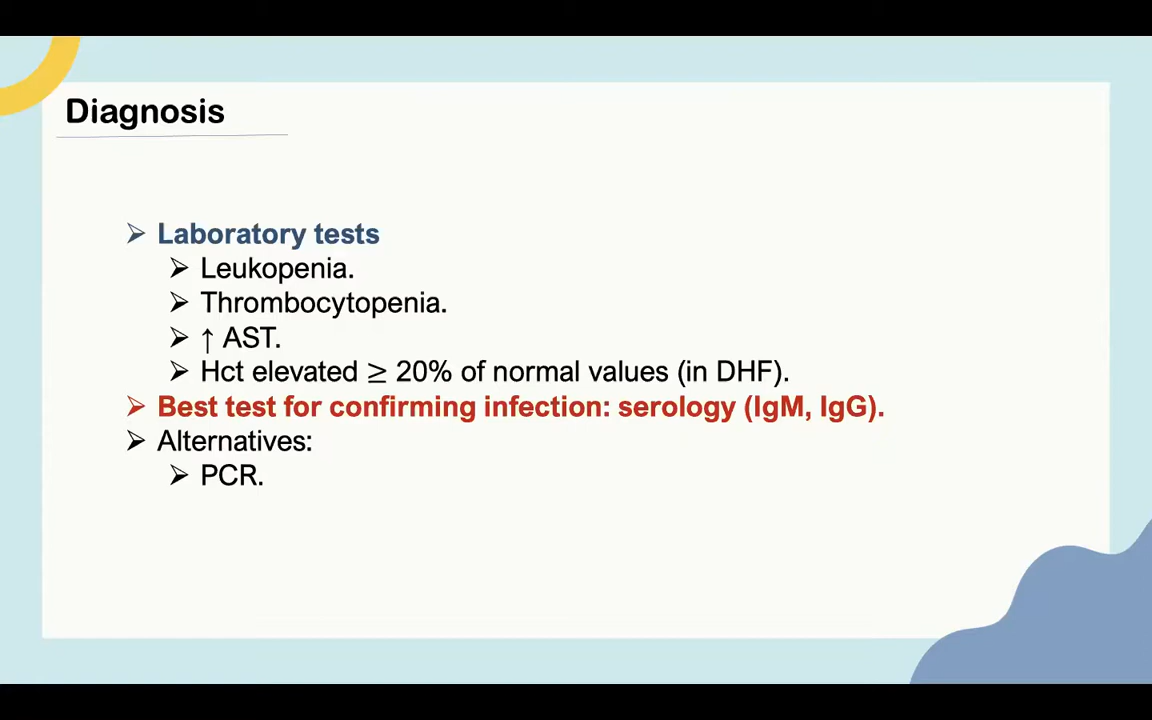 Diagnosis
➢ Laboratory tests
➢ Leukopenia.
➢ Thrombocytopenia.
➢ ↑ AST.
➢ Hct elevated ≥ 20% of normal values (in DHF).
➢ Best test for confirming infection: serology (IgM, IgG).
➢ Alternatives:
➢ PCR.